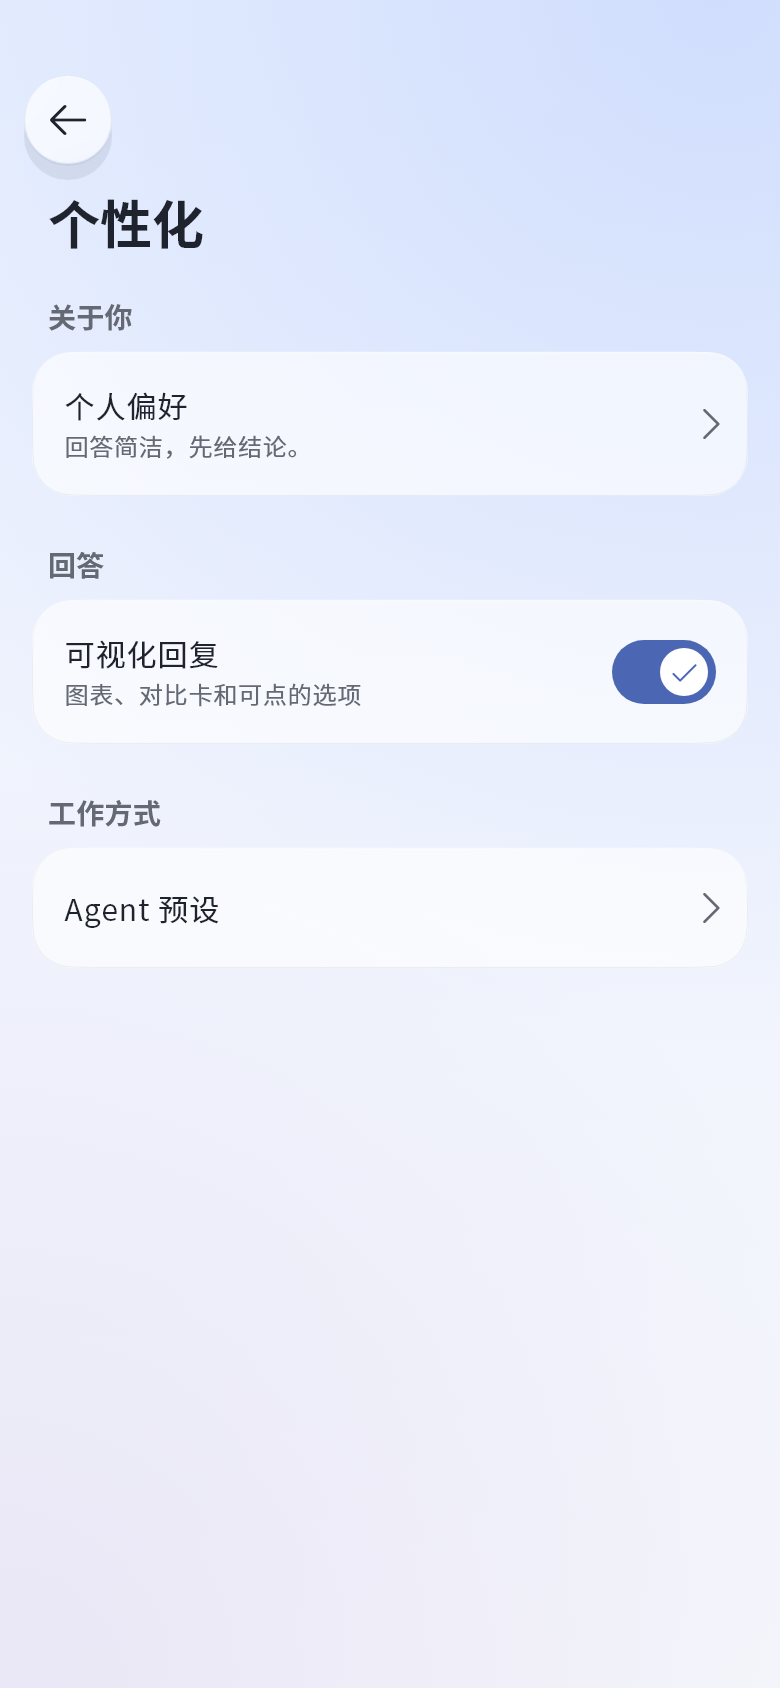 个性化
关于你
个人偏好
回答简洁，先给结论。
回答
可视化回复
图表、对比卡和可点的选项
工作方式
Agent 预设